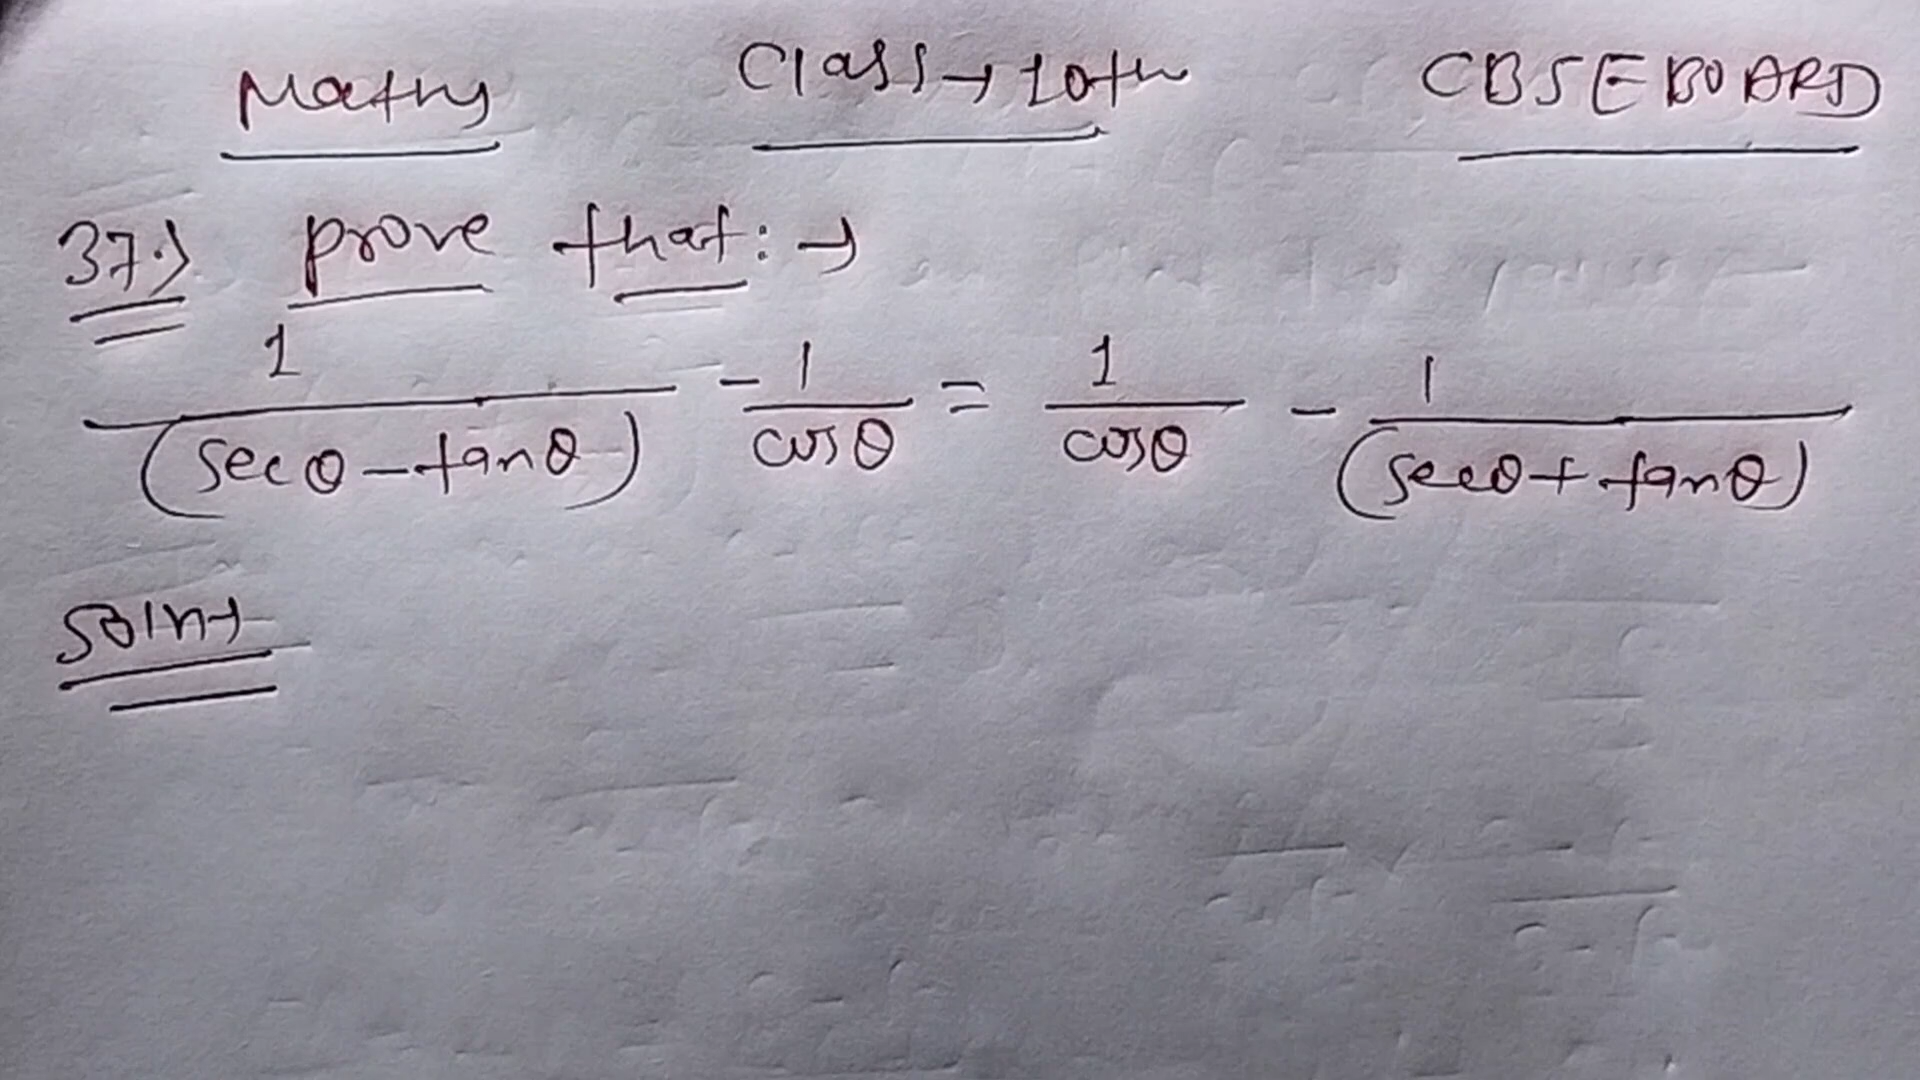 Maths Class → 10th CBSE BOARD
37.) prove that: →
1/(secθ - tanθ) - 1/cosθ = 1/cosθ - 1/(secθ + tanθ)
Soln→